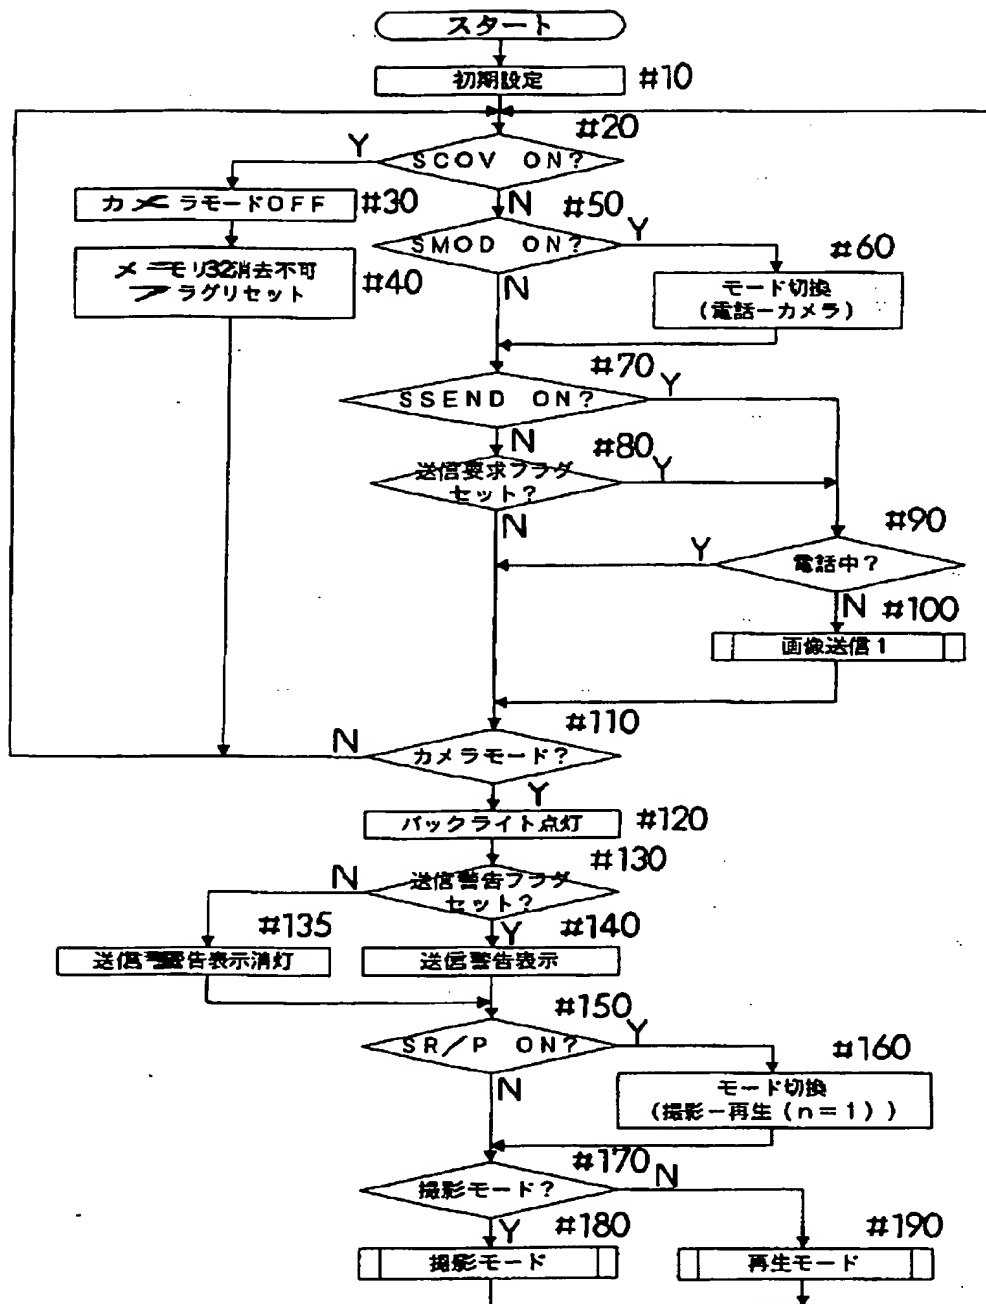 スタート
初期設定 #10
#20
Y
SCOV ON?
N
カメラモードOFF #30
#50
SMOD ON?
Y
#60
メモリ32消去不可
フラグリセット
#40
N
モード切換
(電話-カメラ)
#70
SSEND ON?
Y
N
#80
送信要求フラグ
セット?
Y
N
#90
Y
電話中?
N
#100
画像送信1
#110
N
カメラモード?
Y
バックライト点灯 #120
#130
N
送信警告フラグ
セット?
#135
Y
#140
送信警告表示消灯
送信警告表示
#150
SR/P ON?
Y
#160
N
モード切換
(撮影-再生(n=1))
#170
撮影モード?
N
Y
#180
#190
撮影モード
再生モード